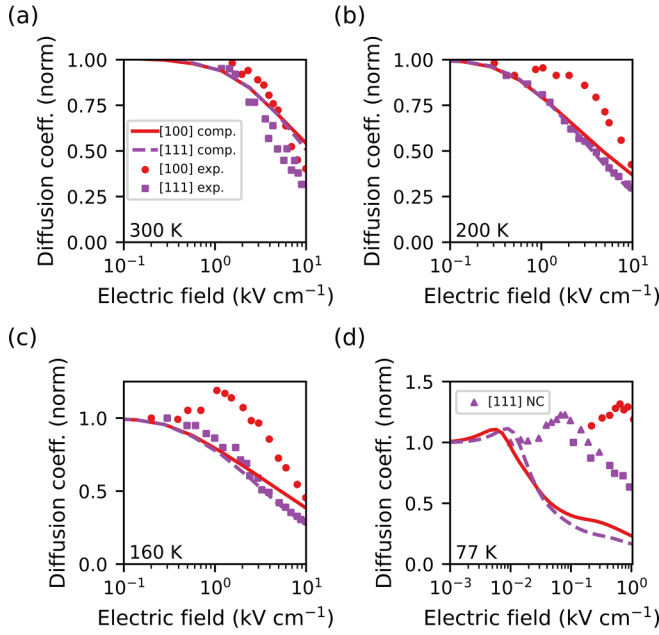 (a)
Diffusion coeff. (norm)
1.00
0.75
0.50
0.25
0.00
[100] comp.
[111] comp.
[100] exp.
[111] exp.
300 K
10⁻¹ 10⁰ 10¹
Electric field (kV cm⁻¹)
(b)
Diffusion coeff. (norm)
1.00
0.75
0.50
0.25
0.00
200 K
10⁻¹ 10⁰ 10¹
Electric field (kV cm⁻¹)
(c)
Diffusion coeff. (norm)
1.0
0.5
0.0
160 K
10⁻¹ 10⁰ 10¹
Electric field (kV cm⁻¹)
(d)
Diffusion coeff. (norm)
1.5
1.0
0.5
0.0
[111] NC
77 K
10⁻³ 10⁻² 10⁻¹ 10⁰
Electric field (kV cm⁻¹)